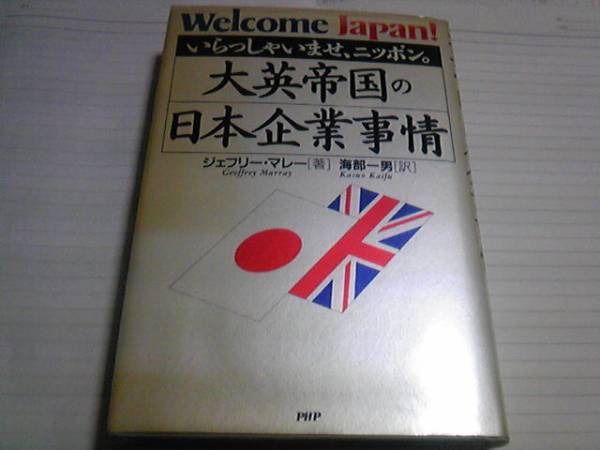 Welcome Japan!
いらっしゃいませ、ニッポン。
大英帝国の
日本企業事情
ジェフリー・マレー[著] 海部一男[訳]
Geoffrey Murray Kazuo Kaifu
PHP